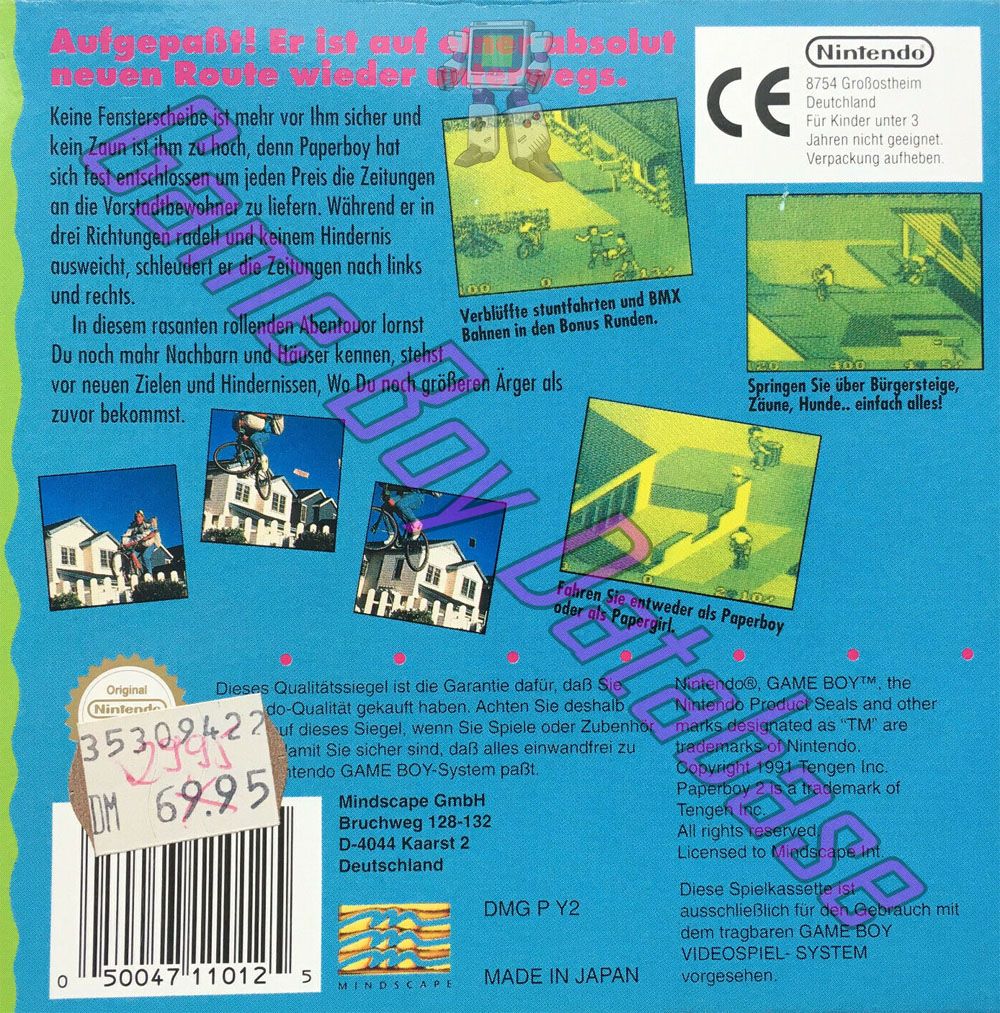 Aufgepaßt! Er ist auf einer absolut
neuen Route wieder unterwegs.
Keine Fensterscheibe ist mehr vor Ihm sicher und
kein Zaun ist ihm zu hoch, denn Paperboy hat
sich fest entschlossen um jeden Preis die Zeitungen
an die Vorstadtbewohner zu liefern. Während er in
drei Richtungen radelt und keinem Hindernis
ausweicht, schleudert er die Zeitungen nach links
und rechts.
In diesem rasanten rollenden Abentouor lornst
Du noch mahr Nachbarn und Häuser kennen, stehst
vor neuen Zielen und Hindernissen, Wo Du noch größeren Ärger als
zuvor bekommst.
Nintendo
CE
8754 Großostheim
Deutchland
Für Kinder unter 3
Jahren nicht geeignet.
Verpackung aufheben.
Verblüffte stuntfahrten und BMX
Bahnen in den Bonus Runden.
Springen Sie über Bürgersteige,
Zäune, Hunde.. einfach alles!
Fahren Sie entweder als Paperboy
oder als Papergirl.
Game Boy Database
Original
Nintendo
35309422
2995
DM 69.95
Dieses Qualitätssiegel ist die Garantie dafür, daß Sie
do-Qualität gekauft haben. Achten Sie deshalb
uf dieses Siegel, wenn Sie Spiele oder Zubehör
damit Sie sicher sind, daß alles einwandfrei zu
ntendo GAME BOY-System paßt.
Nintendo®, GAME BOY™, the
Nintendo Product Seals and other
marks designated as "TM" are
trademarks of Nintendo.
Copyright 1991 Tengen Inc.
Paperboy 2 is a trademark of
Tengen Inc.
All rights reserved.
Licensed to Mindscape Int.
Mindscape GmbH
Bruchweg 128-132
D-4044 Kaarst 2
Deutschland
MINDSCAPE
DMG P Y2
MADE IN JAPAN
Diese Spielkassette ist
ausschließlich für den Gebrauch mit
dem tragbaren GAME BOY
VIDEOSPIEL- SYSTEM
vorgesehen.
0 50047 11012 5